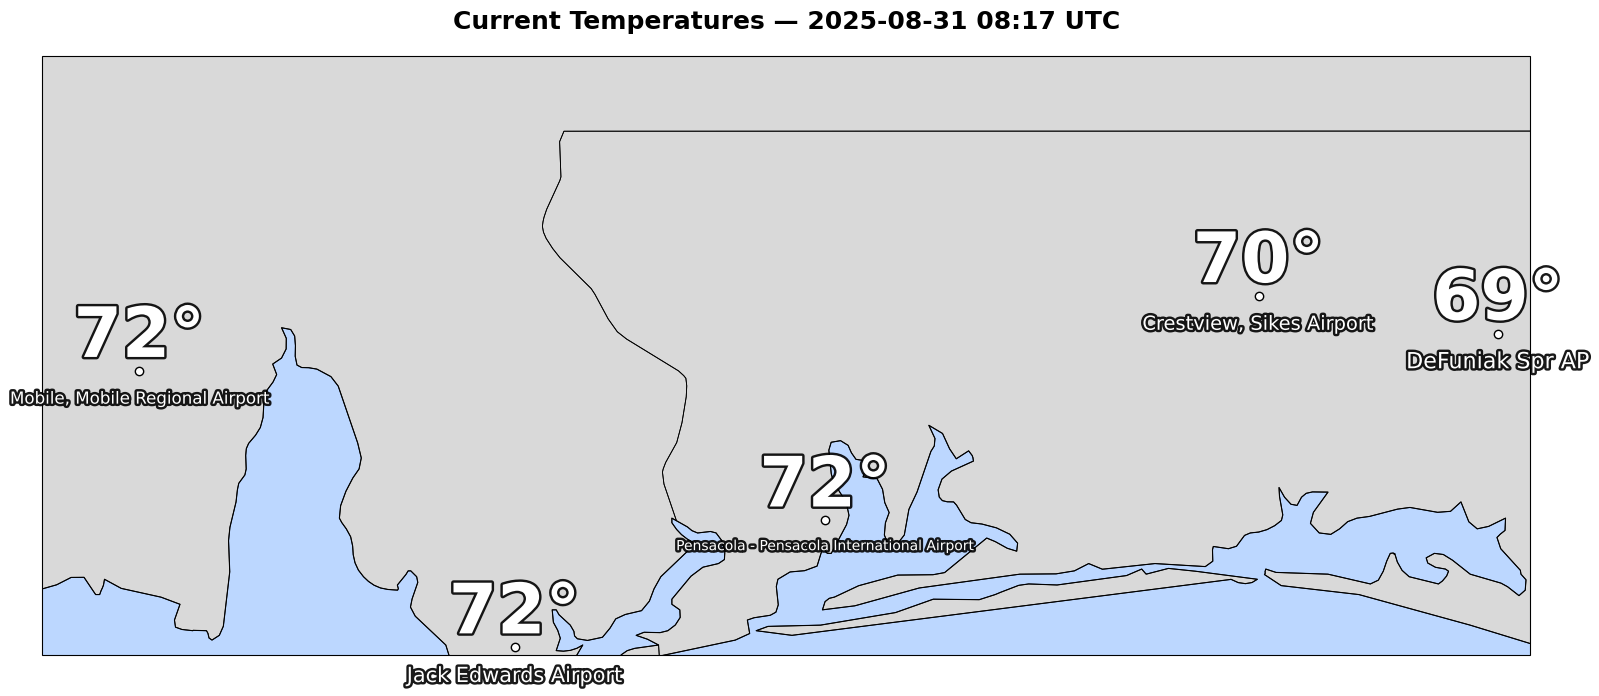 Current Temperatures — 2025-08-31 08:17 UTC
70°
Crestview, Sikes Airport
69°
DeFuniak Spr AP
72°
Mobile, Mobile Regional Airport
72°
Pensacola - Pensacola International Airport
72°
Jack Edwards Airport